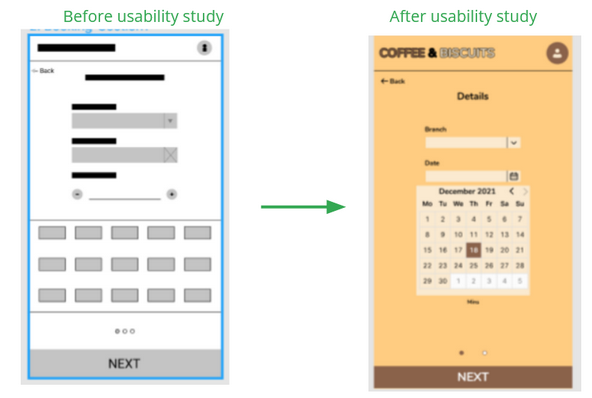 Before usability study
After usability study
← Back
NEXT
COFFEE & BISCUITS
← Back
Details
Branch
Date
December 2021 < >
Mo Tu We Th Fr Sa Su
1 2 3 4 5 6 7
8 9 10 11 12 13 14
15 16 17 18 19 20 21
22 23 24 25 26 27 28
29 30 1 2 3 4 5
NEXT